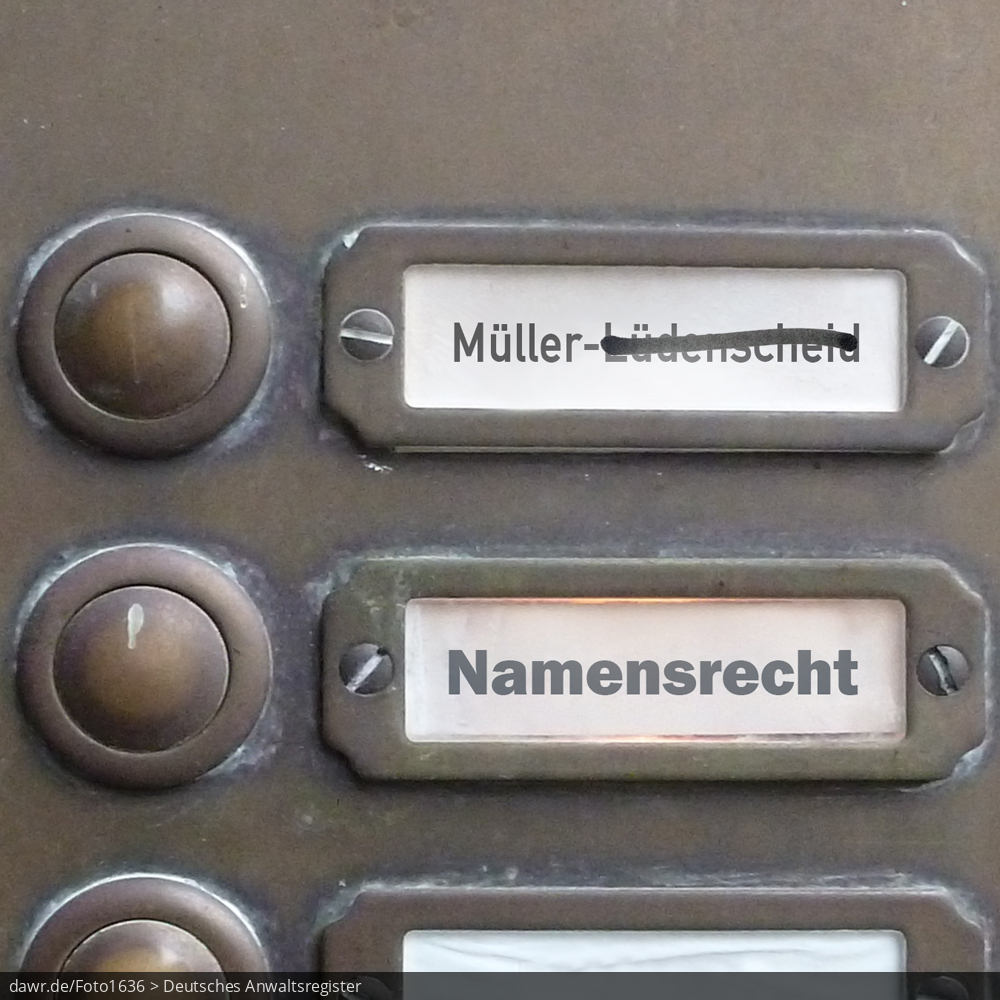 Müller-Lüdenscheid
Namensrecht
dawr.de/Foto1636 > Deutsches Anwaltsregister